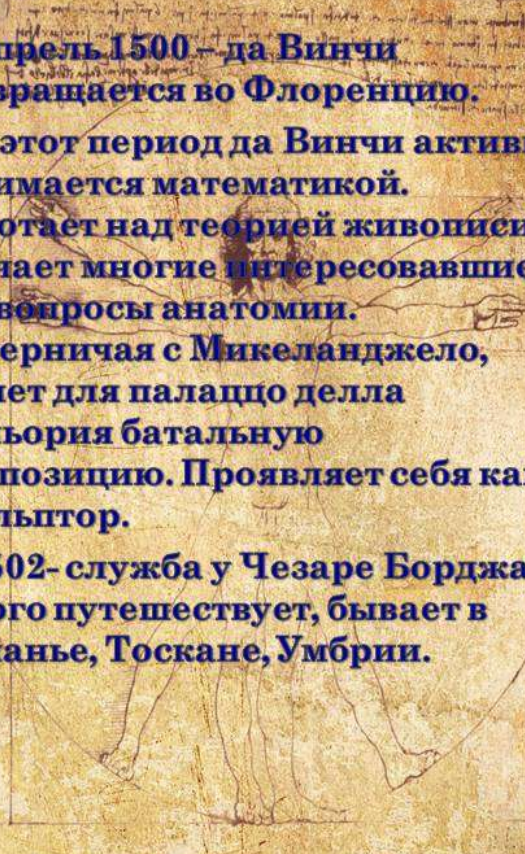 прель 1500 – да Винчи
вращается во Флоренцию.
этот период да Винчи актив
имается математикой.
отает над теорией живописи
чает многие интересовавшие
вопросы анатомии.
ерничая с Микеланджело,
ет для палаццо делла
ьория батальную
позицию. Проявляет себя ка
льптор.
502- служба у Чезаре Борджа
ого путешествует, бывает в
анье, Тоскане, Умбрии.